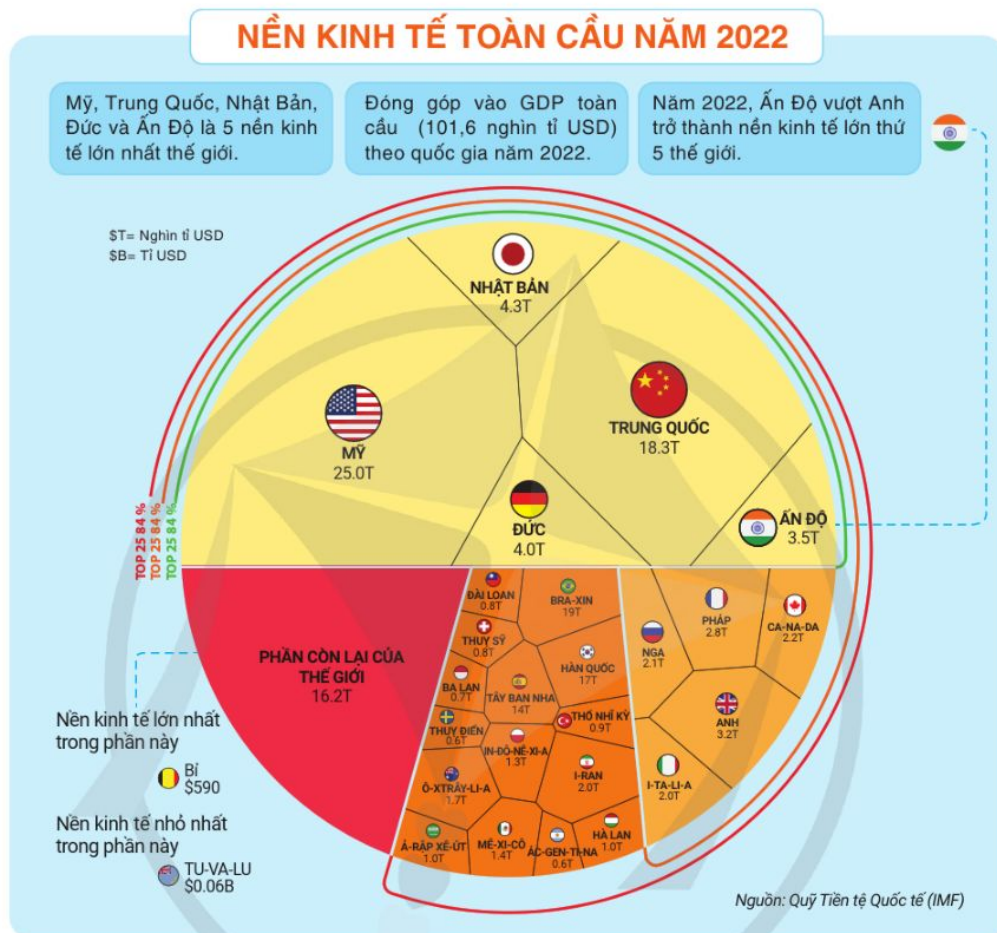 NỀN KINH TẾ TOÀN CẦU NĂM 2022
Mỹ, Trung Quốc, Nhật Bản,
Đức và Ấn Độ là 5 nền kinh
tế lớn nhất thế giới.
Đóng góp vào GDP toàn
cầu (101,6 nghìn tỉ USD)
theo quốc gia năm 2022.
Năm 2022, Ấn Độ vượt Anh
trở thành nền kinh tế lớn thứ
5 thế giới.
$T= Nghìn tỉ USD
$B= Tỉ USD
NHẬT BẢN
4.3T
MỸ
25.0T
TRUNG QUỐC
18.3T
ĐỨC
4.0T
ẤN ĐỘ
3.5T
TOP 25 84 %
TOP 25 84 %
TOP 25 84 %
PHẦN CÒN LẠI CỦA
THẾ GIỚI
16.2T
ĐÀI LOAN
0.8T
BRA-XIN
19T
THUỴ SỸ
0.8T
HÀN QUỐC
17T
BA LAN
0.7T
TÂY BAN NHA
14T
THUỴ ĐIỂN
0.6T
THỔ NHĨ KỲ
0.9T
IN-ĐÔ-NÊ-XI-A
1.3T
I-RAN
2.0T
Ô-XTRÂY-LI-A
1.7T
Ả-RẬP XÊ-ÚT
1.0T
MÊ-XI-CÔ
1.4T
ÁC-GEN-TI-NA
0.6T
HÀ LAN
1.0T
NGA
2.1T
PHÁP
2.8T
CA-NA-DA
2.2T
ANH
3.2T
I-TA-LI-A
2.0T
Nền kinh tế lớn nhất
trong phần này
Bỉ
$590
Nền kinh tế nhỏ nhất
trong phần này
TU-VA-LU
$0.06B
Nguồn: Quỹ Tiền tệ Quốc tế (IMF)